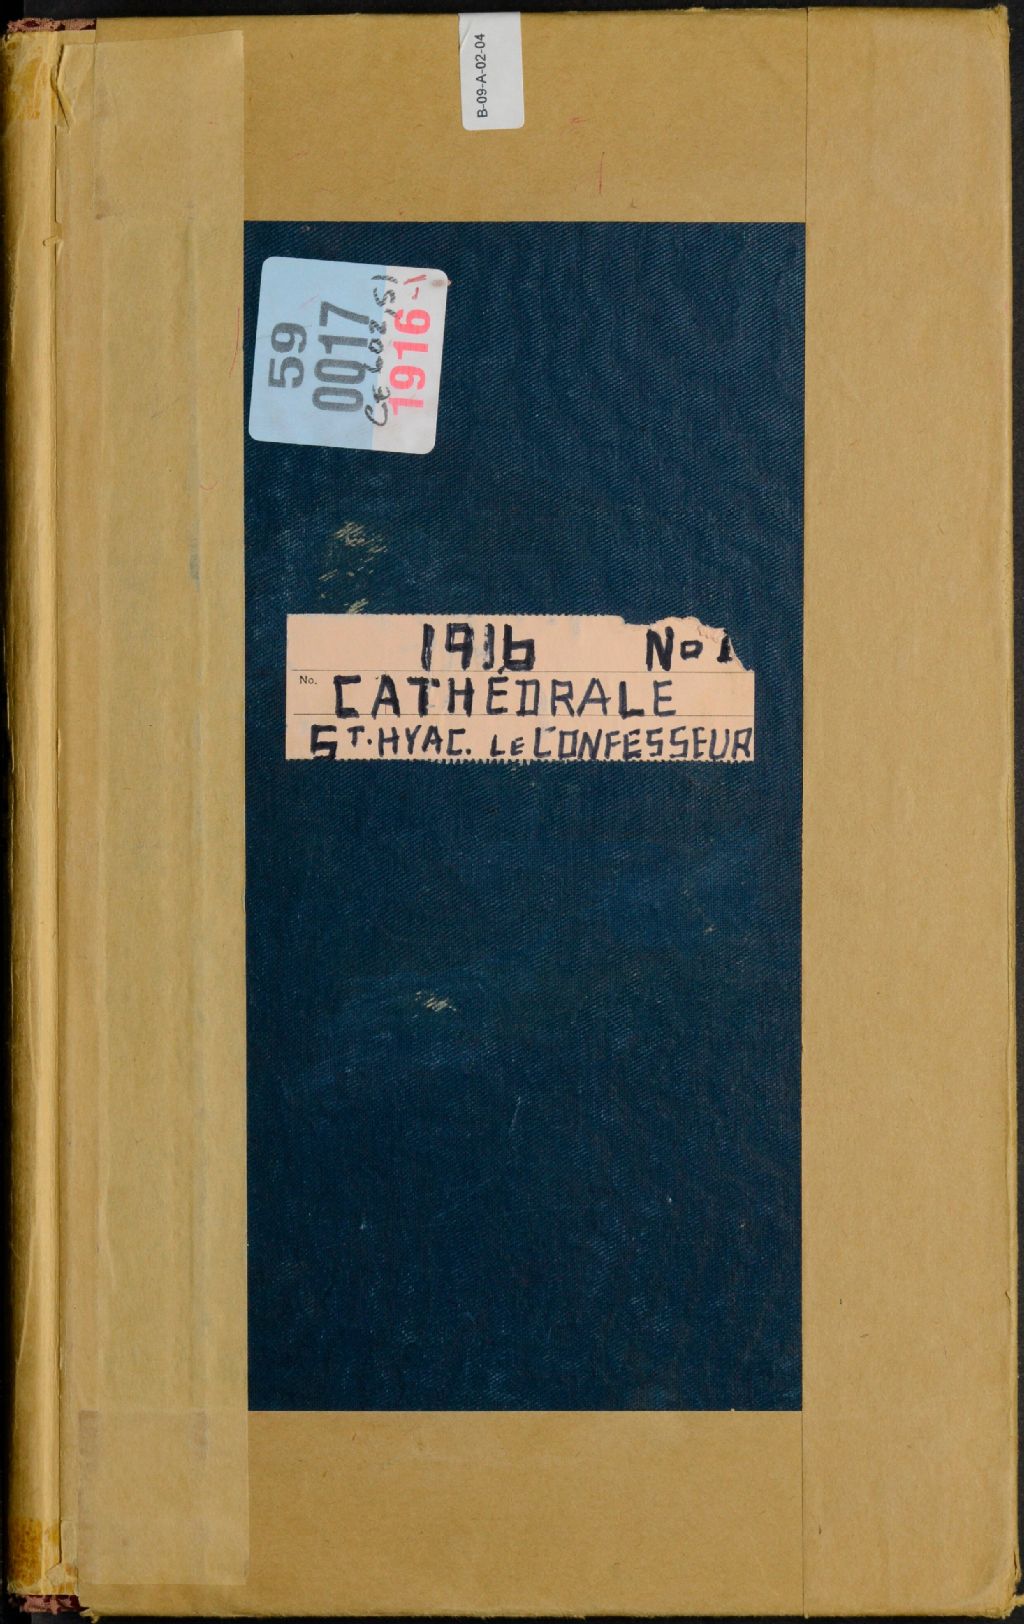 B-09-A-02-04
59
0017
CE 602,S1
1916-1
1916 No 1
No. CATHÉDRALE
ST. HYAC. LE CONFESSEUR